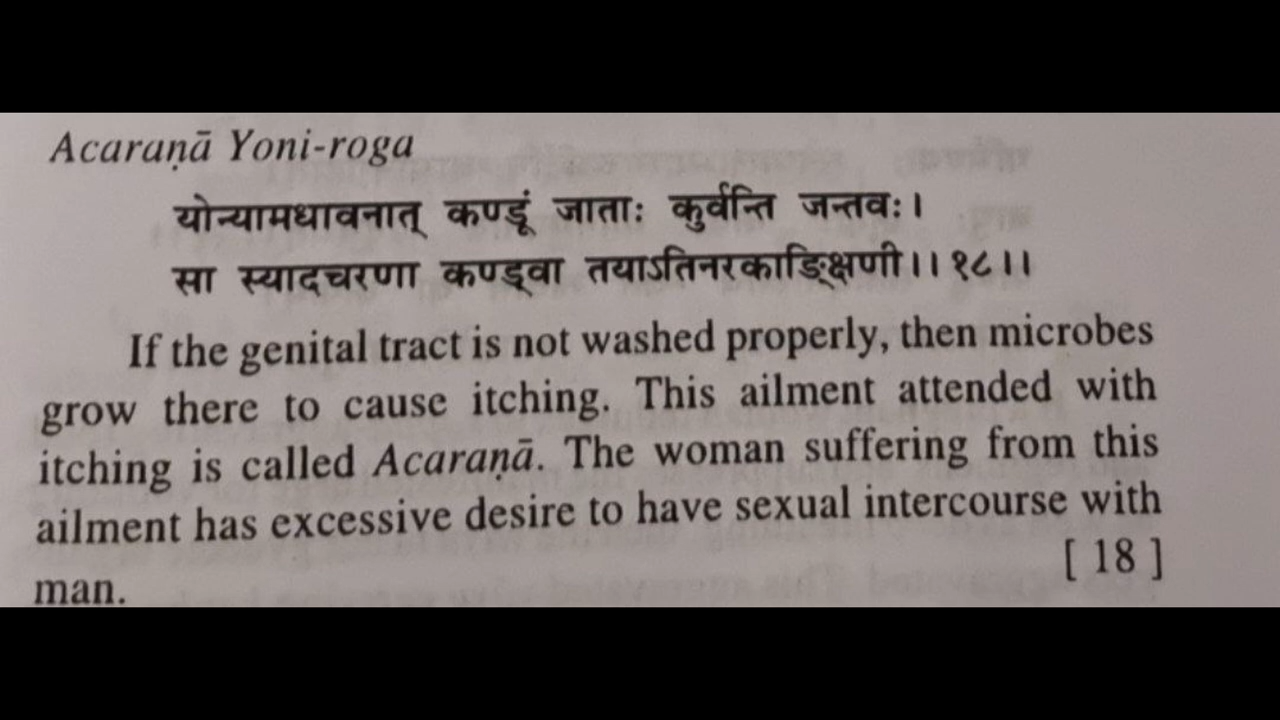 Acaraṇā Yoni-roga
योन्यामधावनात् कण्डूं जाताः कुर्वन्ति जन्तवः।
सा स्यादचरणा कण्ड्वा तयाऽतिनरकाङ्क्षिणी।।१८।।
If the genital tract is not washed properly, then microbes
grow there to cause itching. This ailment attended with
itching is called Acaraṇā. The woman suffering from this
ailment has excessive desire to have sexual intercourse with
man. [ 18 ]